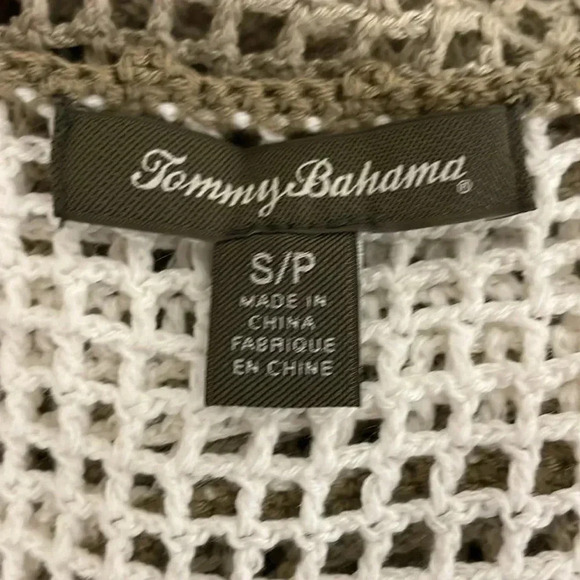 Tommy Bahama®
S/P
MADE IN
CHINA
FABRIQUE
EN CHINE